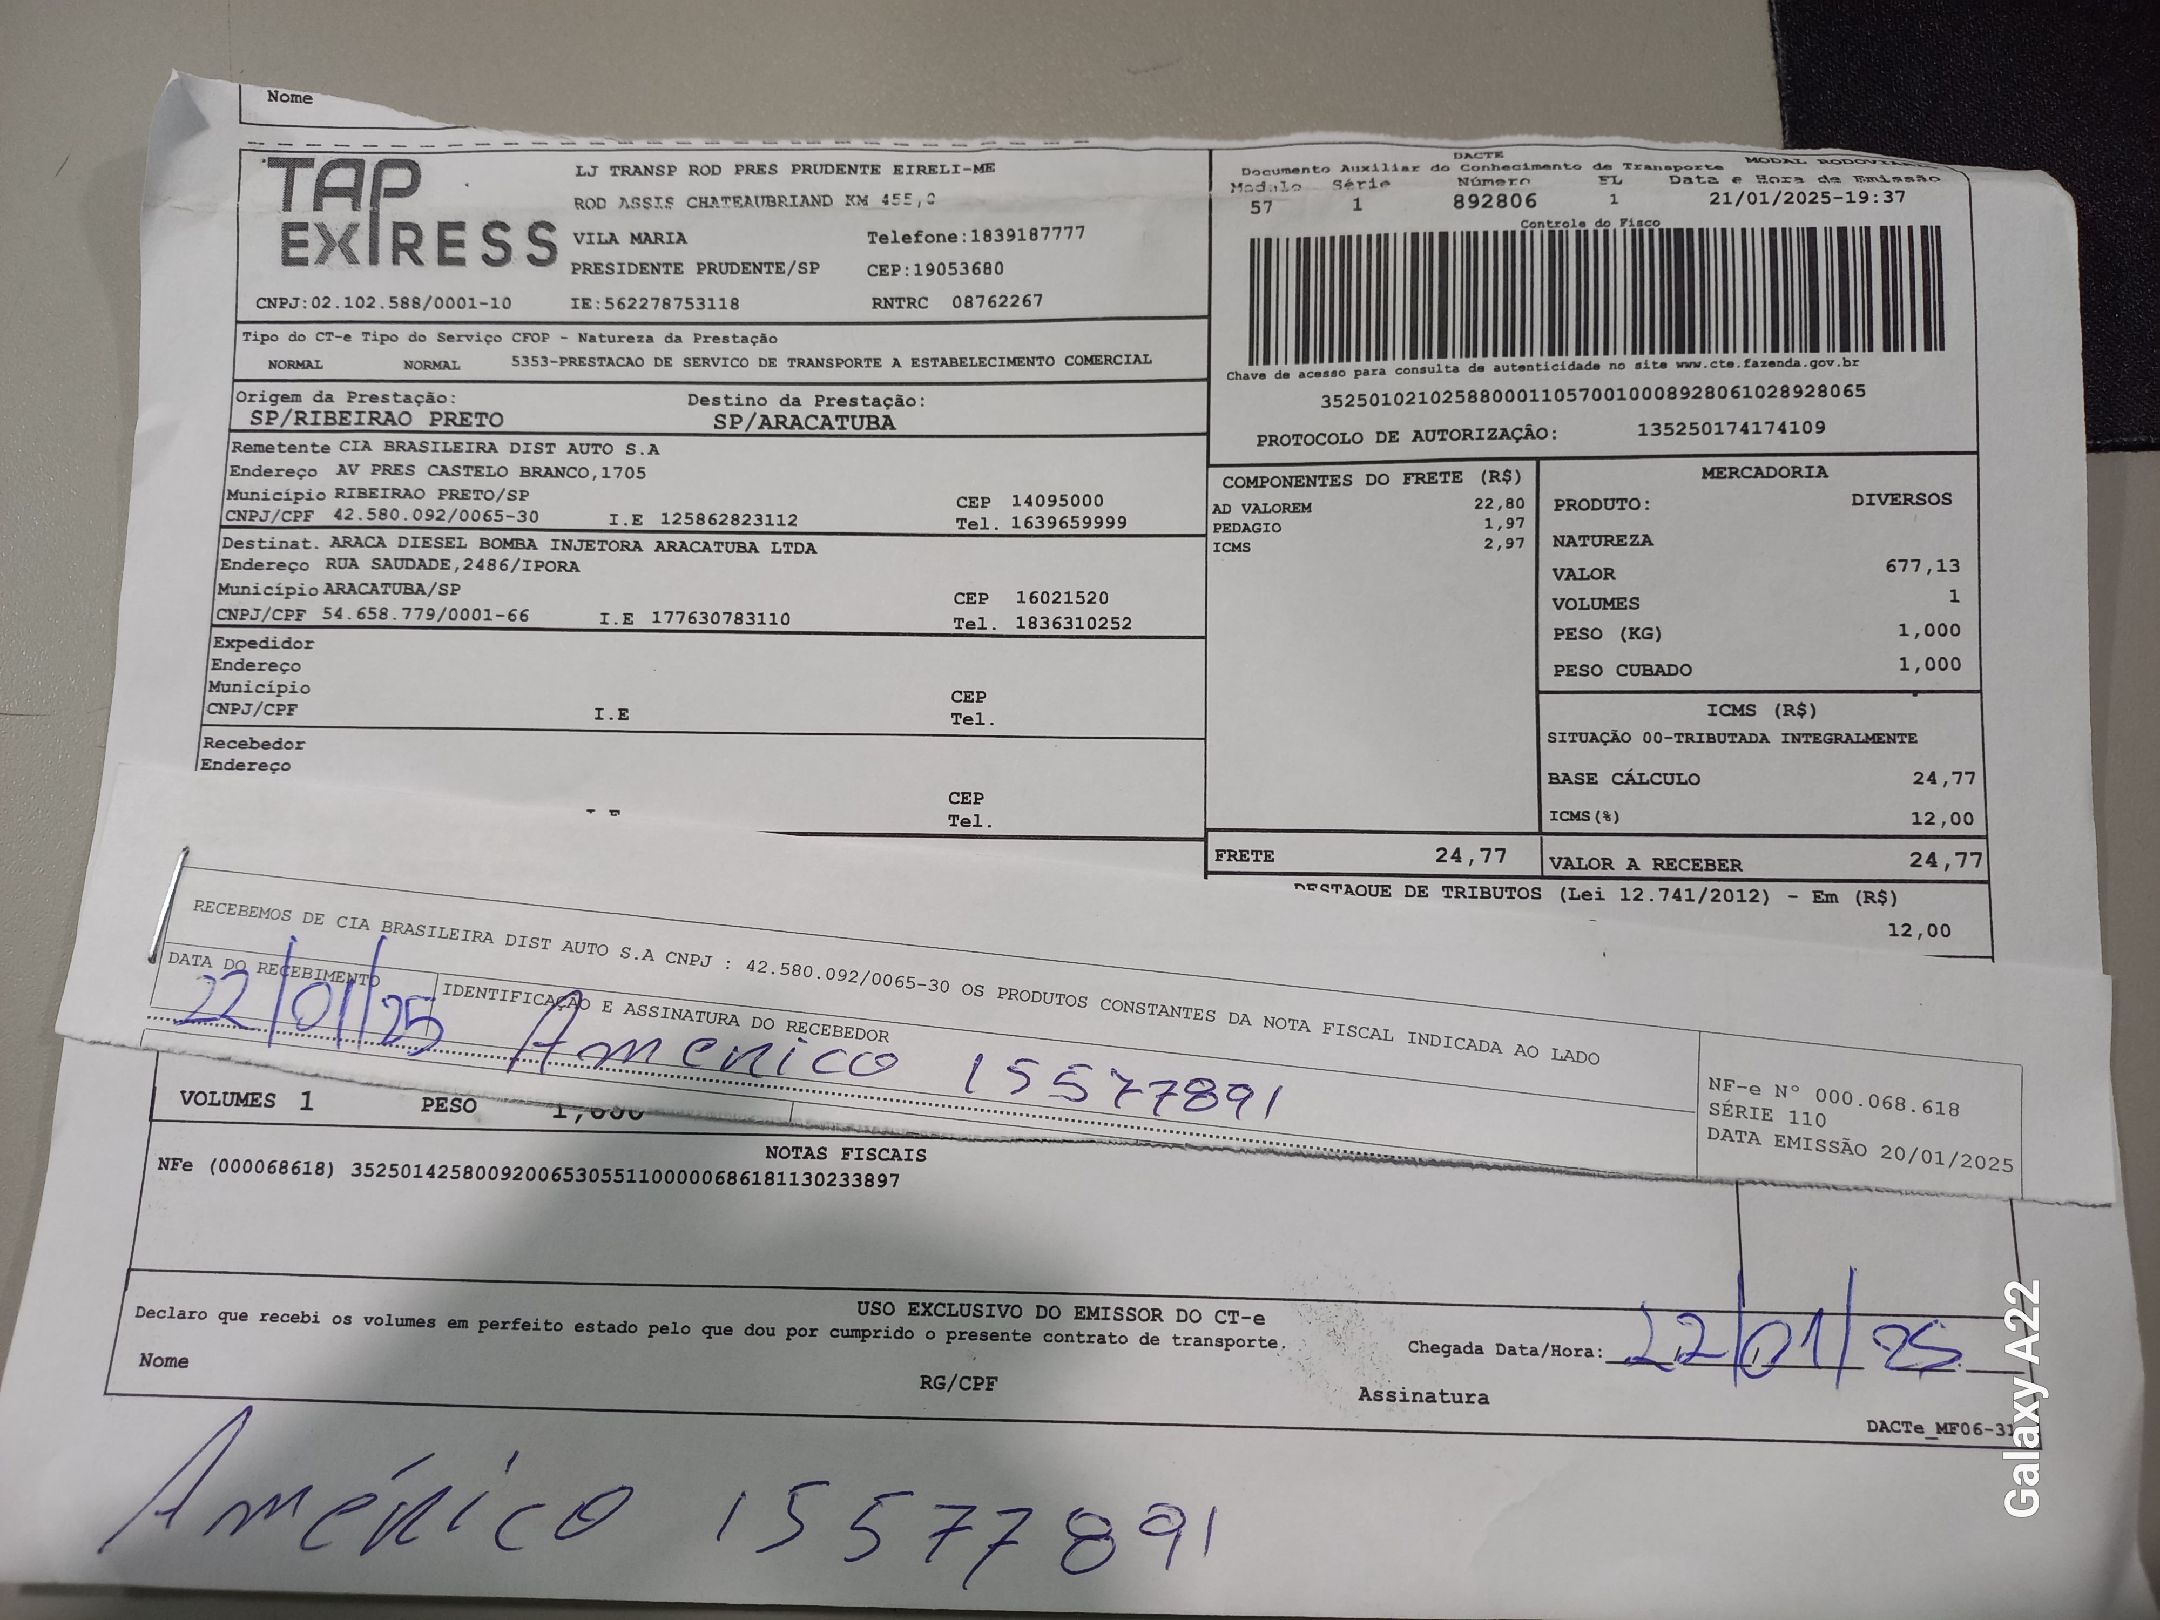 Nome
TAP EXPRESS
LJ TRANSP ROD PRES PRUDENTE EIRELI-ME
ROD ASSIS CHATEAUBRIAND KM 455,0
VILA MARIA Telefone:1839187777
PRESIDENTE PRUDENTE/SP CEP:19053680
CNPJ:02.102.588/0001-10 IE:562278753118 RNTRC 08762267
DACTE
Documento Auxiliar do Conhecimento de Transporte MODAL RODOVIAR
Modulo Série Número FL Data e Hora de Emissão
57 1 892806 1 21/01/2025-19:37
Controle do Fisco
Chave de acesso para consulta de autenticidade no site www.cte.fazenda.gov.br
35250102102588000110570010008928061028928065
PROTOCOLO DE AUTORIZAÇÂO: 135250174174109
Tipo do CT-e Tipo do Serviço CFOP - Natureza da Prestação
NORMAL NORMAL 5353-PRESTACAO DE SERVICO DE TRANSPORTE A ESTABELECIMENTO COMERCIAL
Origem da Prestação: Destino da Prestação:
SP/RIBEIRAO PRETO SP/ARACATUBA
Remetente CIA BRASILEIRA DIST AUTO S.A
Endereço AV PRES CASTELO BRANCO,1705
Município RIBEIRAO PRETO/SP CEP 14095000
CNPJ/CPF 42.580.092/0065-30 I.E 125862823112 Tel. 1639659999
Destinat. ARACA DIESEL BOMBA INJETORA ARACATUBA LTDA
Endereço RUA SAUDADE,2486/IPORA
Município ARACATUBA/SP CEP 16021520
CNPJ/CPF 54.658.779/0001-66 I.E 177630783110 Tel. 1836310252
Expedidor
Endereço
Município CEP
CNPJ/CPF I.E Tel.
Recebedor
Endereço
CEP
Tel.
COMPONENTES DO FRETE (R$)
AD VALOREM 22,80
PEDAGIO 1,97
ICMS 2,97
MERCADORIA
PRODUTO: DIVERSOS
NATUREZA
VALOR 677,13
VOLUMES 1
PESO (KG) 1,000
PESO CUBADO 1,000
ICMS (R$)
SITUAÇÃO 00-TRIBUTADA INTEGRALMENTE
BASE CÁLCULO 24,77
ICMS(%) 12,00
FRETE 24,77 VALOR A RECEBER 24,77
DESTAQUE DE TRIBUTOS (Lei 12.741/2012) - Em (R$)
12,00
RECEBEMOS DE CIA BRASILEIRA DIST AUTO S.A CNPJ : 42.580.092/0065-30 OS PRODUTOS CONSTANTES DA NOTA FISCAL INDICADA AO LADO
DATA DO RECEBIMENTO IDENTIFICAÇÃO E ASSINATURA DO RECEBEDOR
22/01/25 Américo 15577891
NF-e N° 000.068.618
SÉRIE 110
DATA EMISSÃO 20/01/2025
VOLUMES 1 PESO 1,000
NOTAS FISCAIS
NFe (000068618) 35250142580092006530551100000686181130233897
USO EXCLUSIVO DO EMISSOR DO CT-e
Declaro que recebi os volumes em perfeito estado pelo que dou por cumprido o presente contrato de transporte.
Chegada Data/Hora: 22/01/25
Nome RG/CPF Assinatura
DACTe_MF06-31
Américo 15577891
Galaxy A22